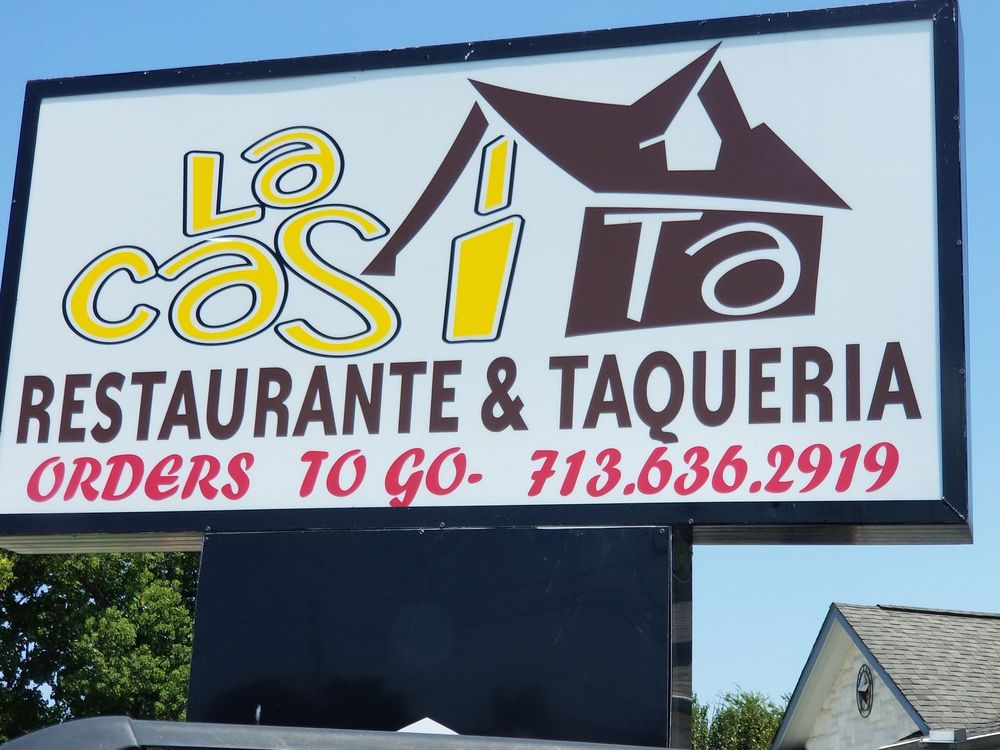 La
casiTa
RESTAURANTE & TAQUERIA
ORDERS TO GO- 713.636.2919